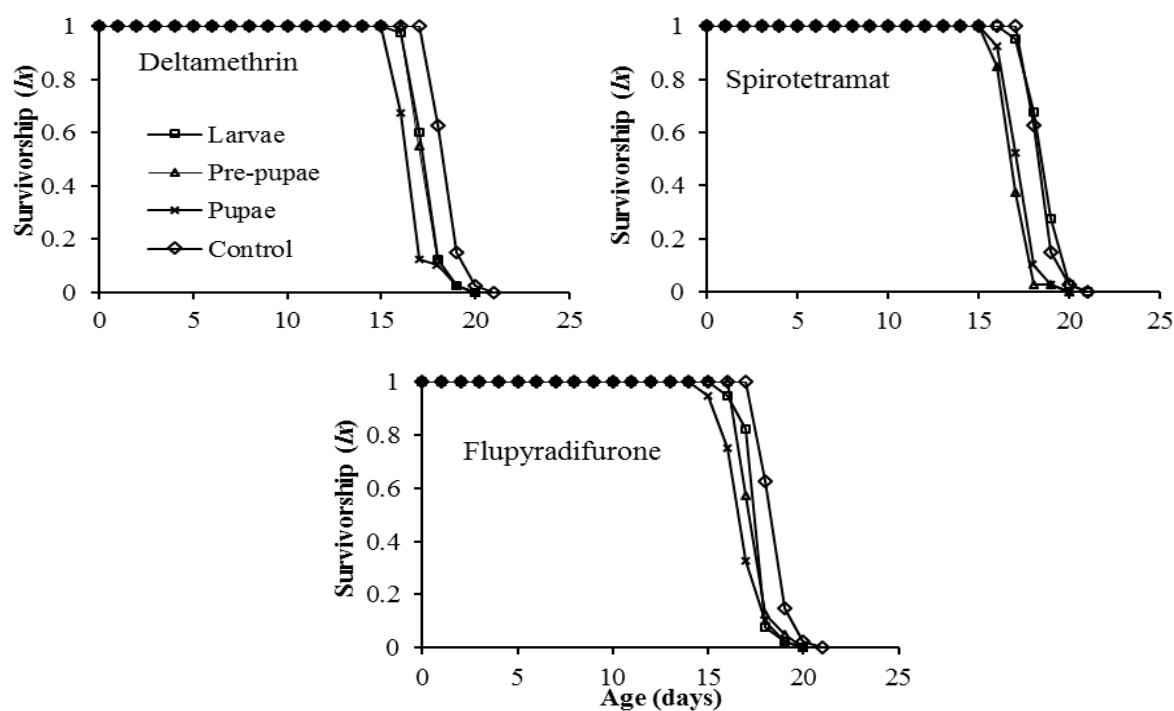 Survivorship (lx)
1
0.8
0.6
0.4
0.2
0
Deltamethrin
Larvae
Pre-pupae
Pupae
Control
0 5 10 15 20 25
Survivorship (lx)
1
0.8
0.6
0.4
0.2
0
Spirotetramat
0 5 10 15 20 25
Survivorship (lx)
1
0.8
0.6
0.4
0.2
0
Flupyradifurone
0 5 10 15 20 25
Age (days)